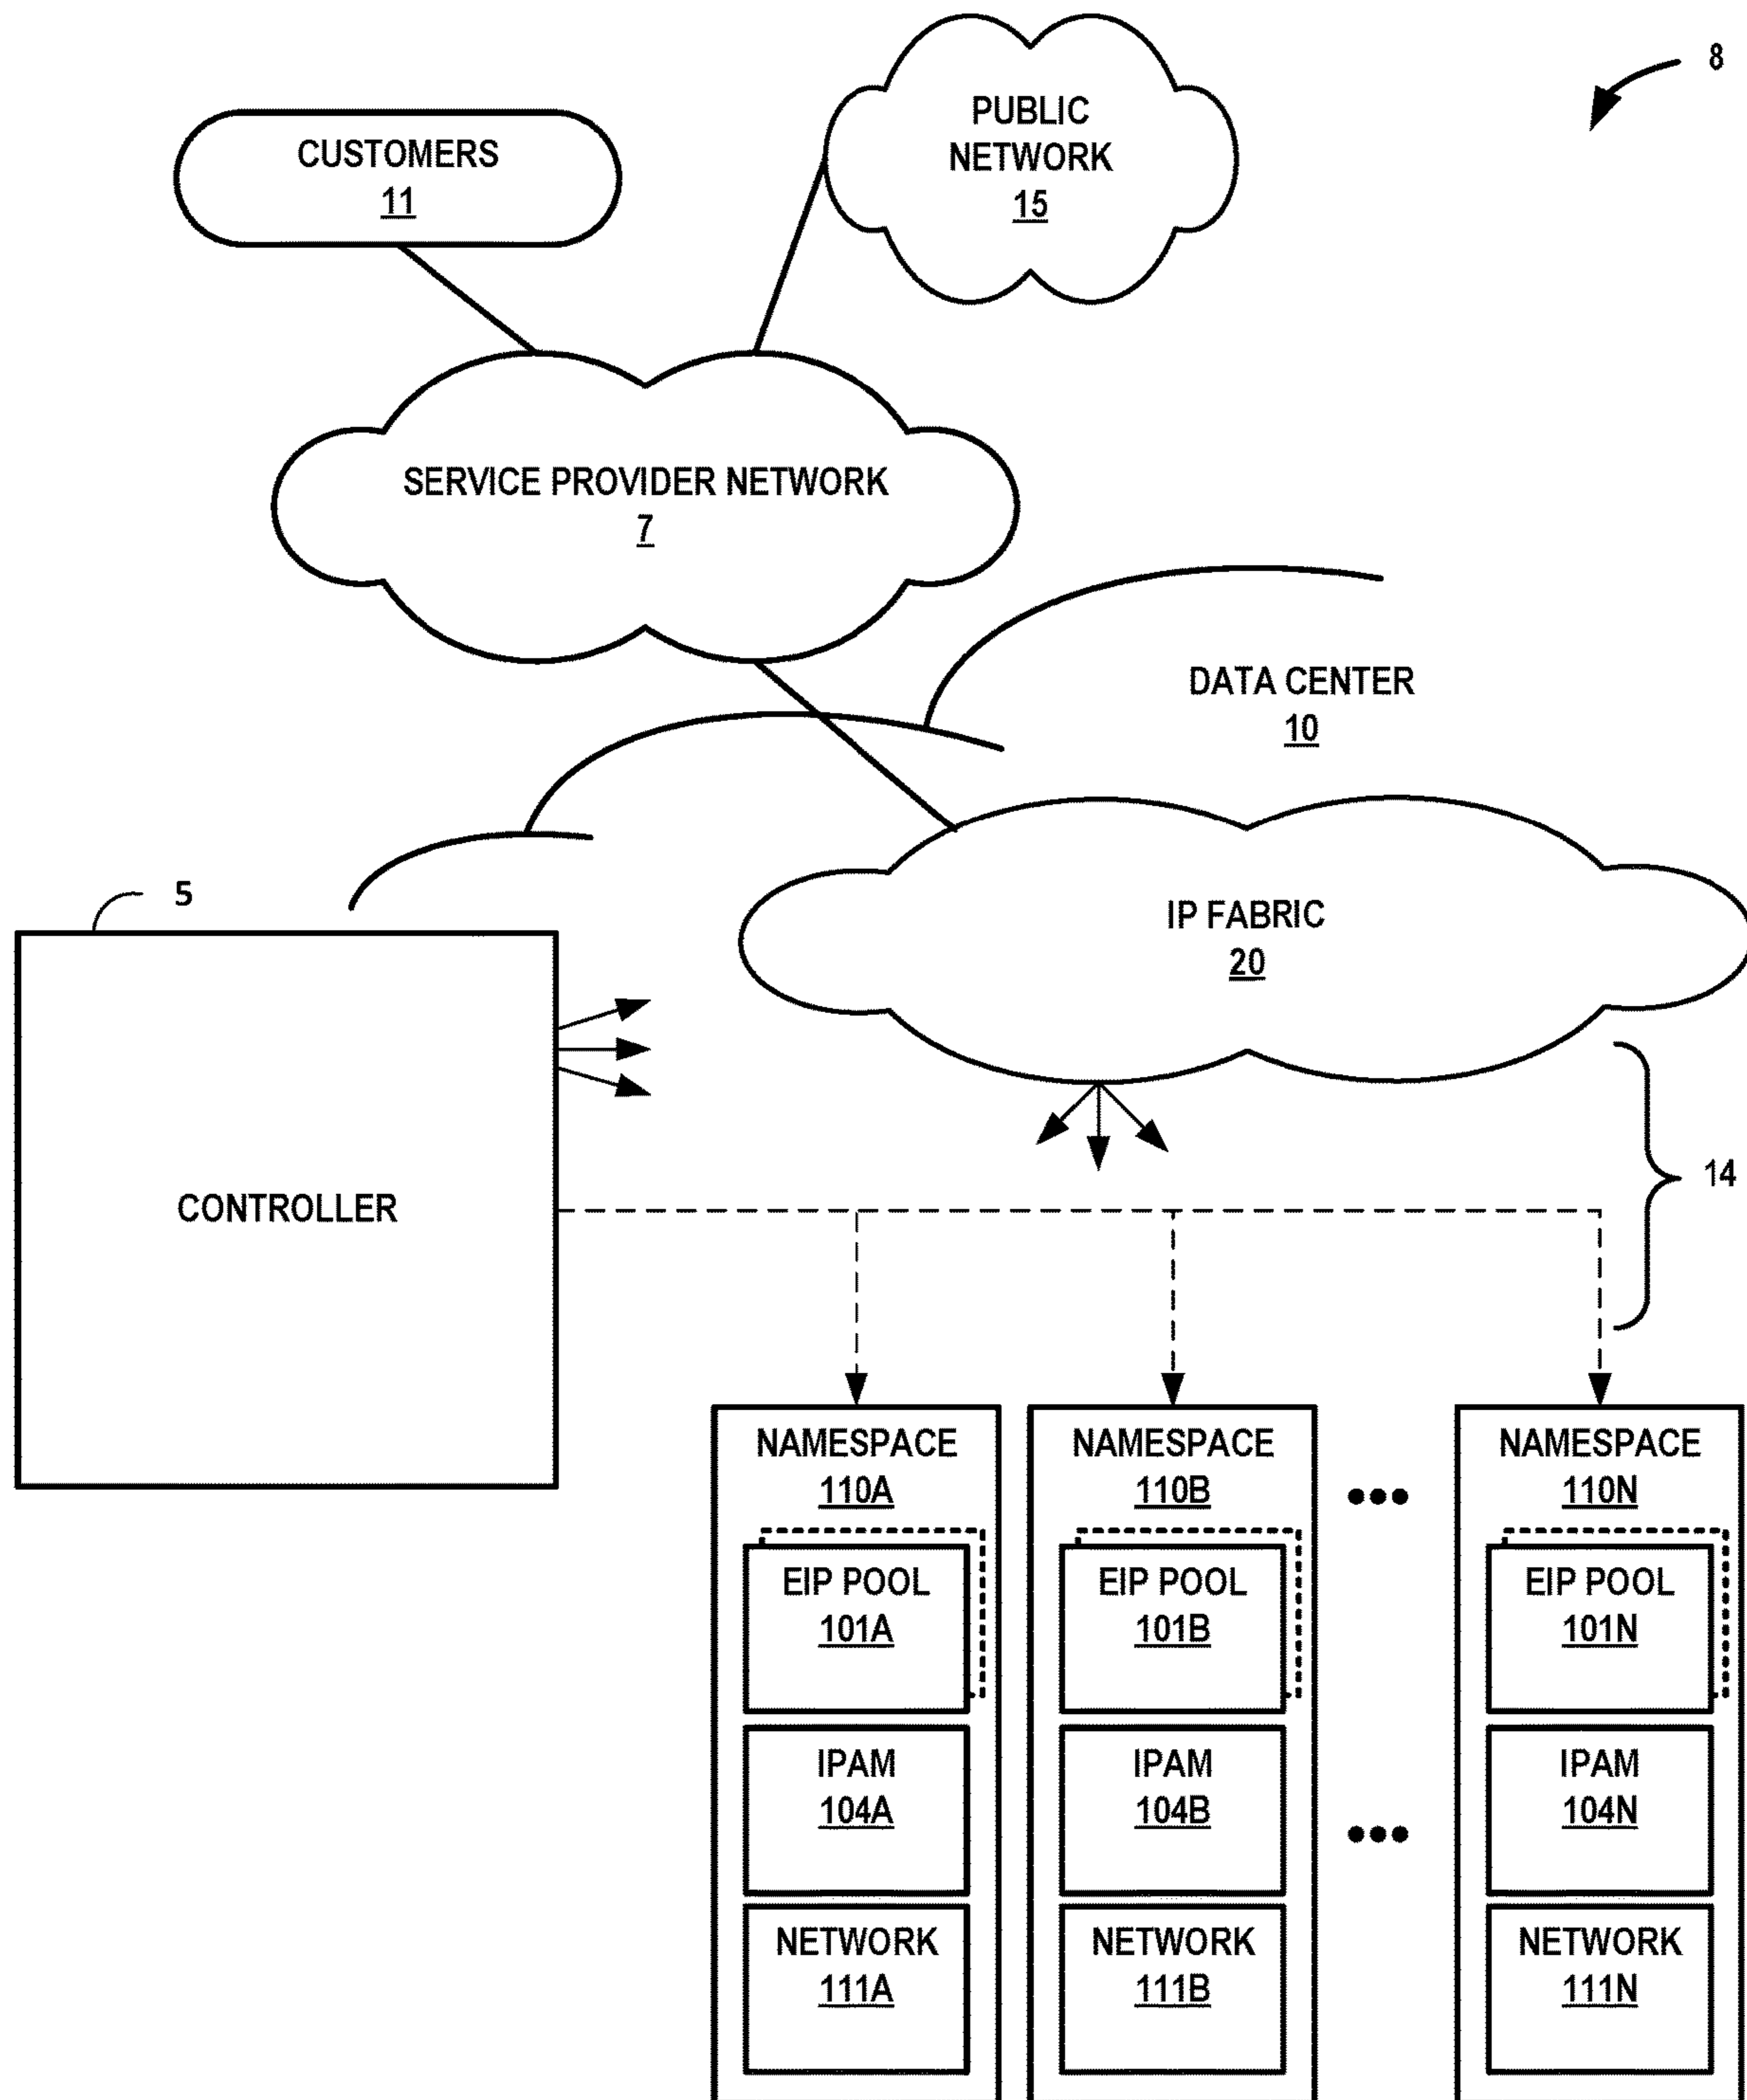 8
PUBLIC
NETWORK
15
CUSTOMERS
11
SERVICE PROVIDER NETWORK
7
DATA CENTER
10
5
IP FABRIC
20
CONTROLLER
14
NAMESPACE
110A
EIP POOL
101A
IPAM
104A
NETWORK
111A
NAMESPACE
110B
EIP POOL
101B
IPAM
104B
NETWORK
111B
NAMESPACE
110N
EIP POOL
101N
IPAM
104N
NETWORK
111N